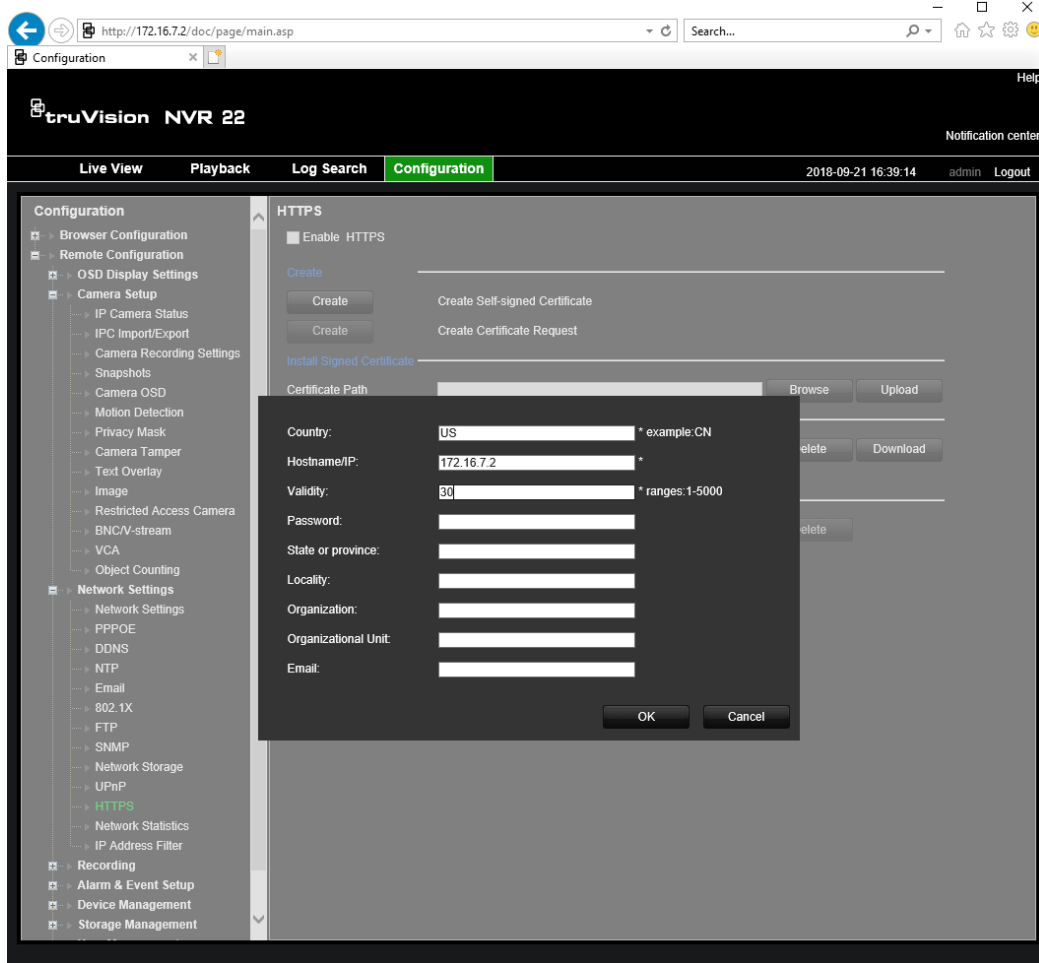 http://172.16.7.2/doc/page/main.asp
Search...
Configuration
Help
truVision NVR 22
Notification center
Live View Playback Log Search Configuration 2018-09-21 16:39:14 admin Logout
Configuration
Browser Configuration
Remote Configuration
OSD Display Settings
Camera Setup
IP Camera Status
IPC Import/Export
Camera Recording Settings
Snapshots
Camera OSD
Motion Detection
Privacy Mask
Camera Tamper
Text Overlay
Image
Restricted Access Camera
BNC/V-stream
VCA
Object Counting
Network Settings
Network Settings
PPPOE
DDNS
NTP
Email
802.1X
FTP
SNMP
Network Storage
UPnP
HTTPS
Network Statistics
IP Address Filter
Recording
Alarm & Event Setup
Device Management
Storage Management
HTTPS
Enable HTTPS
Create
Create Create Self-signed Certificate
Create Create Certificate Request
Install Signed Certificate
Certificate Path Browse Upload
elete Download
elete
Country: US * example:CN
Hostname/IP: 172.16.7.2 *
Validity: 30 * ranges:1-5000
Password:
State or province:
Locality:
Organization:
Organizational Unit:
Email:
OK Cancel